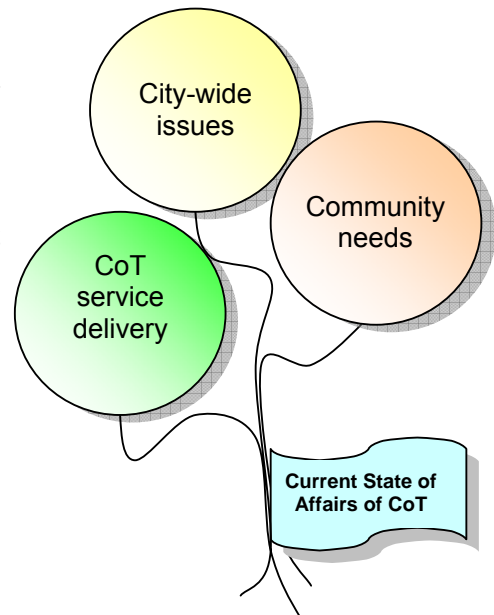 City-wide
issues
Community
needs
CoT
service
delivery
Current State of
Affairs of CoT